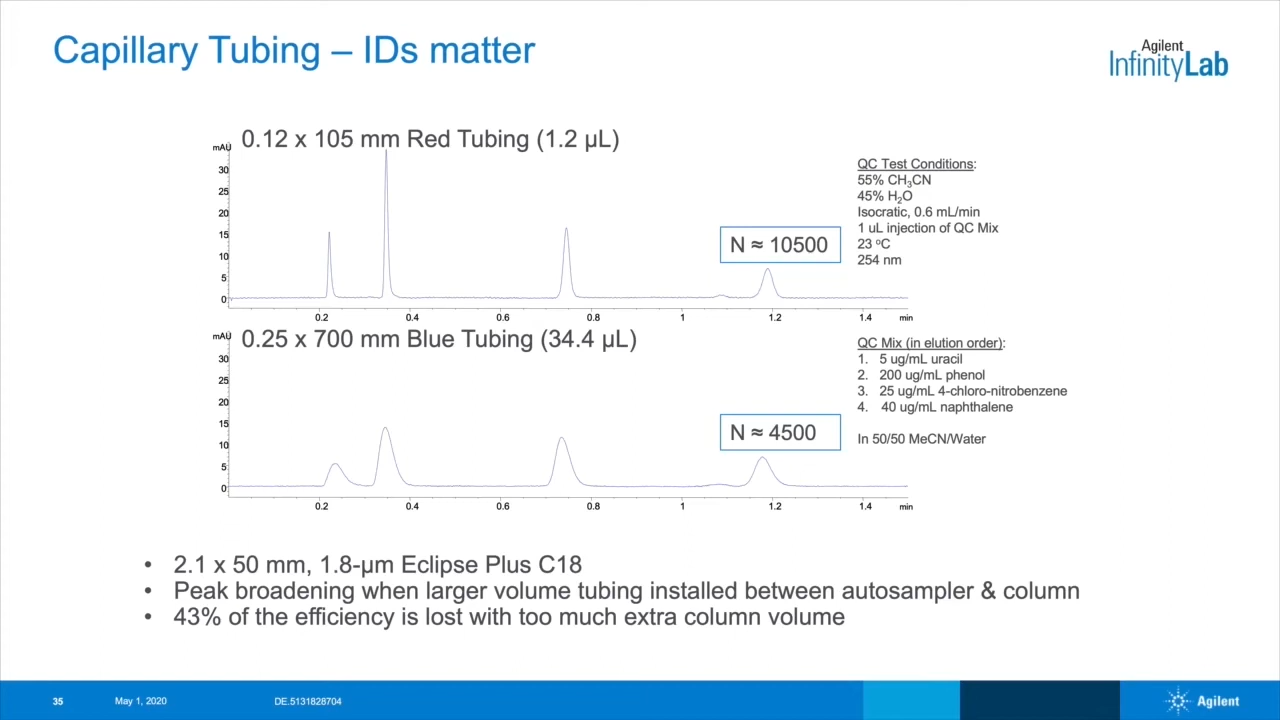 Capillary Tubing – IDs matter
Agilent
InfinityLab
0.12 x 105 mm Red Tubing (1.2 µL)
mAU
30
25
20
15
10
5
0
0.2 0.4 0.6 0.8 1 1.2 1.4 min
N ≈ 10500
QC Test Conditions:
55% CH₃CN
45% H₂O
Isocratic, 0.6 mL/min
1 uL injection of QC Mix
23 ºC
254 nm
0.25 x 700 mm Blue Tubing (34.4 µL)
mAU
30
25
20
15
10
5
0
0.2 0.4 0.6 0.8 1 1.2 1.4 min
N ≈ 4500
QC Mix (in elution order):
1. 5 ug/mL uracil
2. 200 ug/mL phenol
3. 25 ug/mL 4-chloro-nitrobenzene
4. 40 ug/mL naphthalene
In 50/50 MeCN/Water
• 2.1 x 50 mm, 1.8-µm Eclipse Plus C18
• Peak broadening when larger volume tubing installed between autosampler & column
• 43% of the efficiency is lost with too much extra column volume
35 May 1, 2020 DE.5131828704
Agilent